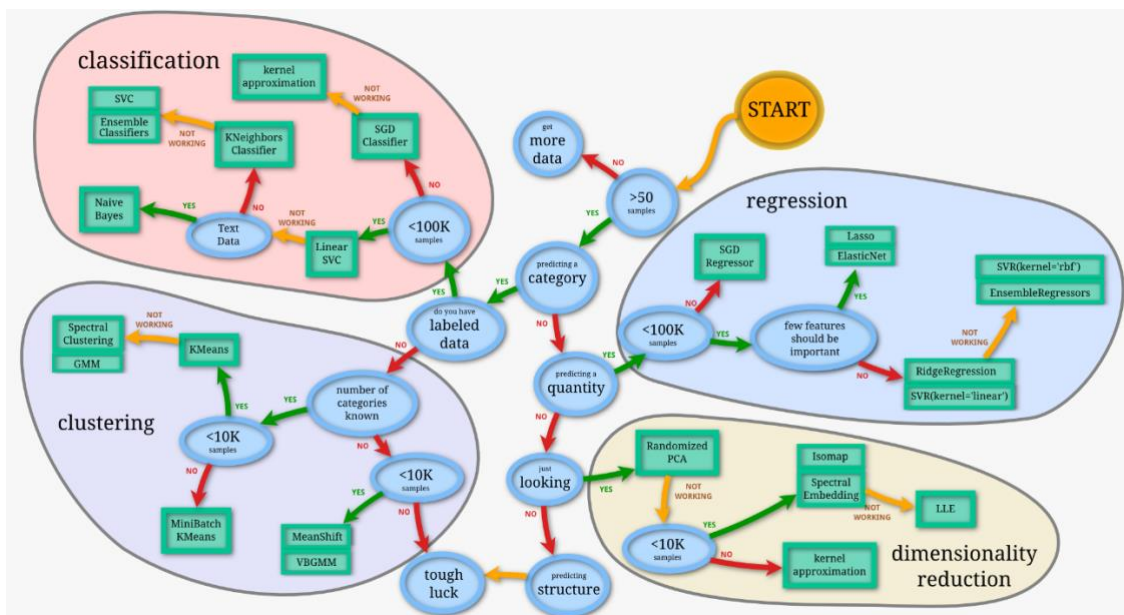 START
got
more
data
NO
>50
samples
YES
predicting a
category
YES
NO
do you have
labeled
data
YES
NO
predicting a
quantity
YES
NO
just
looking
YES
NO
predicting
structure
tough
luck
classification
kernel
approximation
NOT
WORKING
SGD
Classifier
NO
<100K
samples
YES
Linear
SVC
NOT
WORKING
Text
Data
YES
NO
Naive
Bayes
KNeighbors
Classifier
NOT
WORKING
SVC
Ensemble
Classifiers
regression
<100K
samples
NO
SGD
Regressor
YES
few features
should be
important
YES
Lasso
ElasticNet
NO
RidgeRegression
SVR(kernel='linear')
NOT
WORKING
SVR(kernel='rbf')
EnsembleRegressors
clustering
number of
categories
known
YES
NO
<10K
samples
YES
KMeans
NOT
WORKING
Spectral
Clustering
GMM
NO
MiniBatch
KMeans
<10K
samples
YES
MeanShift
VBGMM
NO
dimensionality
reduction
Randomized
PCA
NOT
WORKING
<10K
samples
YES
Isomap
Spectral
Embedding
NOT
WORKING
LLE
NO
kernel
approximation